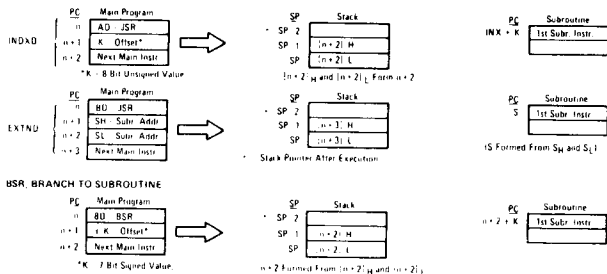 PC Main Program SP Stack PC Subroutine
INDXD n AD JSR SP 2 INX + K 1st Subr. Instr.
n + 1 K Offset* SP 1 [n + 2] H
n + 2 Next Main Instr. SP [n + 2] L
*K 8 Bit Unsigned Value [n + 2] H and [n + 2] L Form n + 2
PC Main Program SP Stack PC Subroutine
EXTND n BD JSR SP 2 S 1st Subr. Instr.
n + 1 SH Subr. Addr. SP 1 [n + 3] H
n + 2 SL Subr. Addr. SP [n + 3] L
n + 3 Next Main Instr. Stack Pointer After Execution (S Formed From SH and SL)
BSR, BRANCH TO SUBROUTINE
PC Main Program SP Stack PC Subroutine
n 8D BSR SP 2 n + 2 + K 1st Subr. Instr.
n + 1 ± K Offset* SP 1 [n + 2] H
n + 2 Next Main Instr. SP [n + 2] L
*K 7 Bit Signed Value n + 2 Formed From [n + 2] H and [n + 2] L